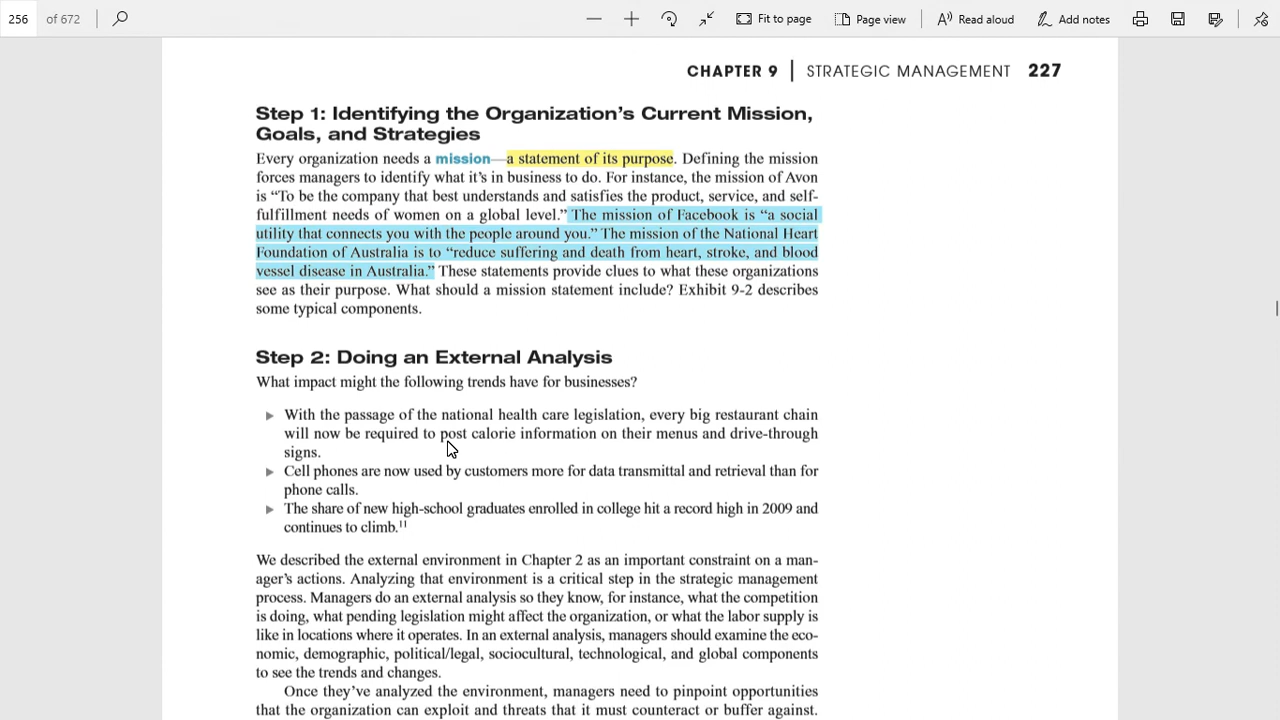 256 of 672 Fit to page Page view Read aloud Add notes
CHAPTER 9 | STRATEGIC MANAGEMENT 227
Step 1: Identifying the Organization's Current Mission,
Goals, and Strategies
Every organization needs a mission—a statement of its purpose. Defining the mission
forces managers to identify what it's in business to do. For instance, the mission of Avon
is “To be the company that best understands and satisfies the product, service, and self-
fulfillment needs of women on a global level.” The mission of Facebook is “a social
utility that connects you with the people around you.” The mission of the National Heart
Foundation of Australia is to “reduce suffering and death from heart, stroke, and blood
vessel disease in Australia.” These statements provide clues to what these organizations
see as their purpose. What should a mission statement include? Exhibit 9-2 describes
some typical components.
Step 2: Doing an External Analysis
What impact might the following trends have for businesses?
▶ With the passage of the national health care legislation, every big restaurant chain
will now be required to post calorie information on their menus and drive-through
signs.
▶ Cell phones are now used by customers more for data transmittal and retrieval than for
phone calls.
▶ The share of new high-school graduates enrolled in college hit a record high in 2009 and
continues to climb.11
We described the external environment in Chapter 2 as an important constraint on a man-
ager's actions. Analyzing that environment is a critical step in the strategic management
process. Managers do an external analysis so they know, for instance, what the competition
is doing, what pending legislation might affect the organization, or what the labor supply is
like in locations where it operates. In an external analysis, managers should examine the eco-
nomic, demographic, political/legal, sociocultural, technological, and global components
to see the trends and changes.
Once they've analyzed the environment, managers need to pinpoint opportunities
that the organization can exploit and threats that it must counteract or buffer against.